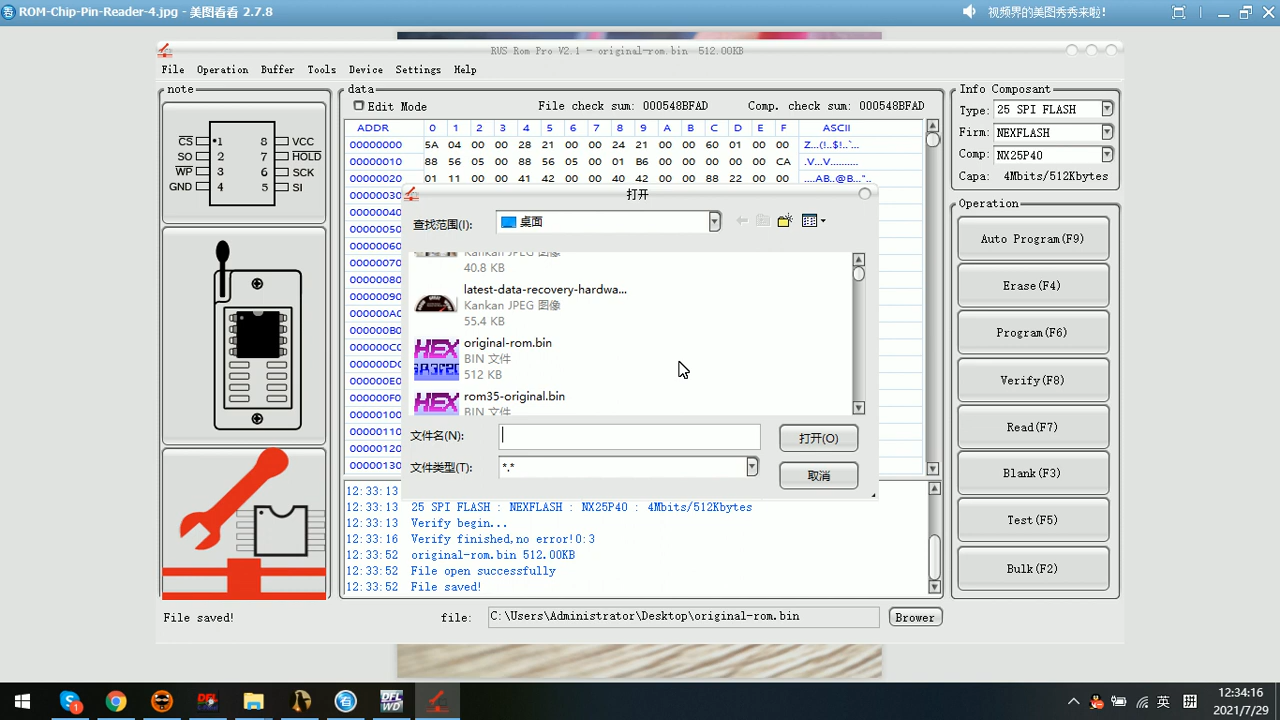 ROM-Chip-Pin-Reader-4.jpg - 美图看看 2.7.8
视频界的美图秀秀来啦!
RUS Rom Pro V2.1 - original-rom.bin 512.00KB
File Operation Buffer Tools Device Settings Help
note
CS 1 8 VCC
SO 2 7 HOLD
WP 3 6 SCK
GND 4 5 SI
data
Edit Mode File check sum: 000548BFAD Comp. check sum: 000548BFAD
ADDR 0 1 2 3 4 5 6 7 8 9 A B C D E F ASCII
00000000 5A 04 00 00 28 21 00 00 24 21 00 00 60 01 00 00 Z...(!..$!..`...
00000010 88 56 05 00 88 56 05 00 01 B6 00 00 00 00 00 CA .V...V..........
00000020 01 11 00 00 41 42 00 00 40 42 00 00 88 22 00 00 ....AB..@B..."..
00000030
00000040
00000050
00000060
00000070
00000080
00000090
000000A0
000000B0
000000C0
000000D0
000000E0
000000F0
00000100
00000110
00000120
00000130
打开
查找范围(I): 桌面
Kankan JPEG 图像
40.8 KB
latest-data-recovery-hardwa...
Kankan JPEG 图像
55.4 KB
HEX
original-rom.bin
BIN 文件
512 KB
HEX
rom35-original.bin
BIN 文件
文件名(N): 打开(O)
文件类型(T): *.* 取消
12:33:13
12:33:13 25 SPI FLASH : NEXFLASH : NX25P40 : 4Mbits/512Kbytes
12:33:13 Verify begin...
12:33:16 Verify finished,no error!0:3
12:33:52 original-rom.bin 512.00KB
12:33:52 File open successfully
12:33:52 File saved!
Info Composant
Type: 25 SPI FLASH
Firm: NEXFLASH
Comp: NX25P40
Capa: 4Mbits/512Kbytes
Operation
Auto Program(F9)
Erase(F4)
Program(F6)
Verify(F8)
Read(F7)
Blank(F3)
Test(F5)
Bulk(F2)
File saved! file: C:\Users\Administrator\Desktop\original-rom.bin Brower
DFL
WD
英
拼
12:34:16
2021/7/29